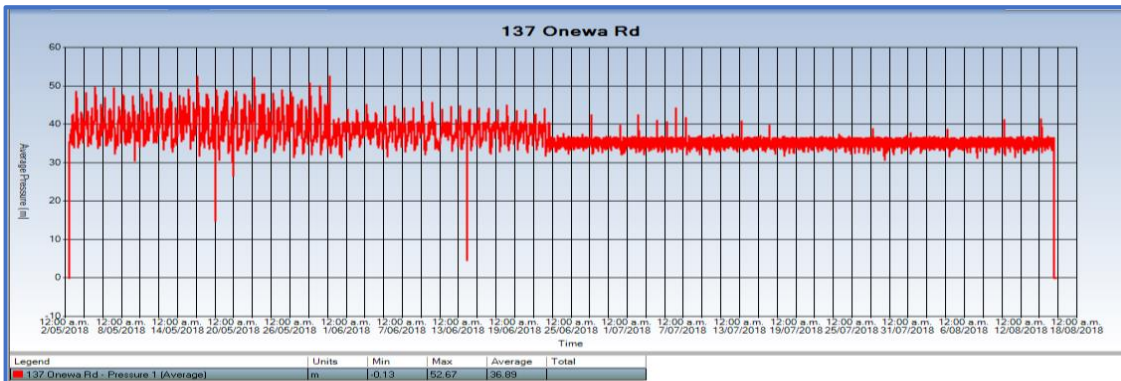 137 Onewa Rd
60
50
40
30
20
10
0
-10
Average Pressure [m]
12:00 a.m. 12:00 a.m. 12:00 a.m. 12:00 a.m. 12:00 a.m. 12:00 a.m. 12:00 a.m. 12:00 a.m. 12:00 a.m. 12:00 a.m. 12:00 a.m. 12:00 a.m. 12:00 a.m. 12:00 a.m. 12:00 a.m. 12:00 a.m. 12:00 a.m. 12:00 a.m. 12:00 a.m.
2/05/2018 8/05/2018 14/05/2018 20/05/2018 26/05/2018 1/06/2018 7/06/2018 13/06/2018 19/06/2018 25/06/2018 1/07/2018 7/07/2018 13/07/2018 19/07/2018 25/07/2018 31/07/2018 6/08/2018 12/08/2018 18/08/2018
Time
Legend Units Min Max Average Total
137 Onewa Rd - Pressure 1 (Average) m -0.13 52.67 36.89